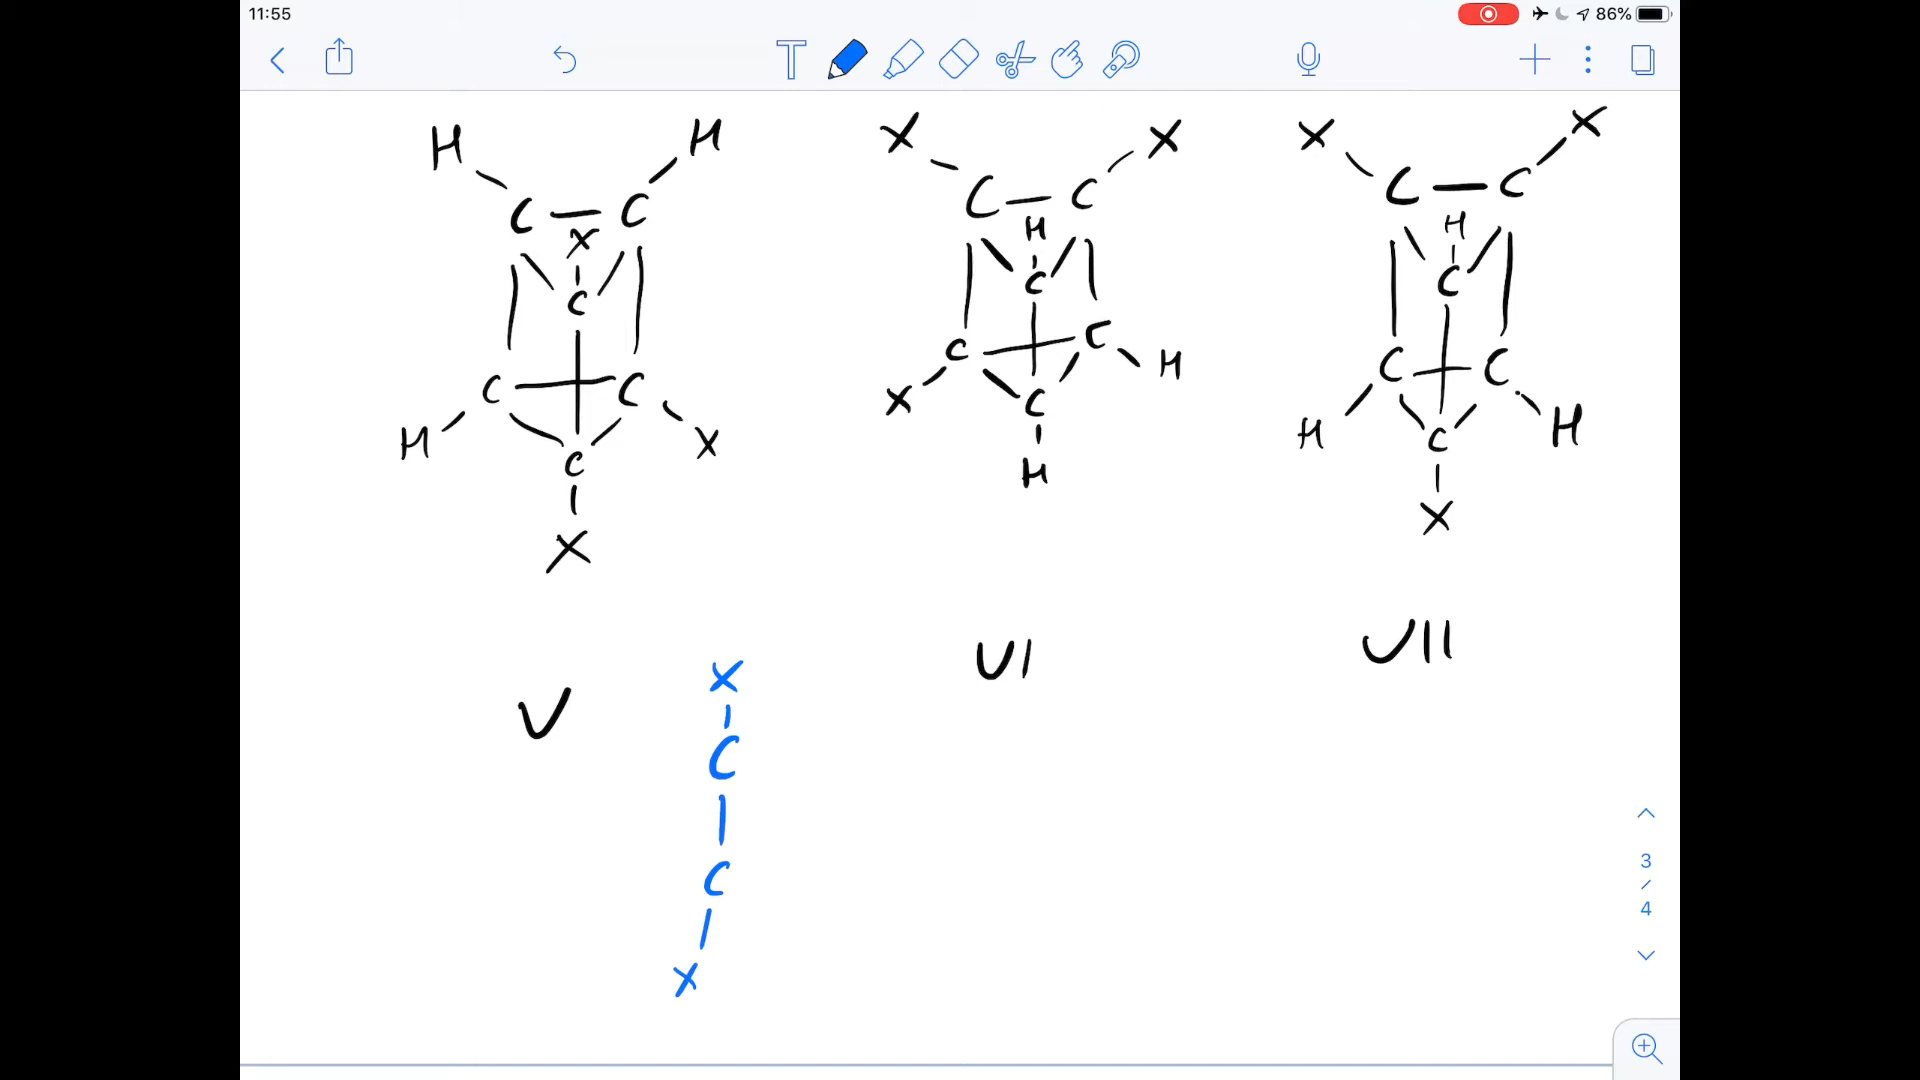 11:55
86%
T
H H X X X X
C — C C — C C — C
X H H
C C C
C C C C C C
H X X H H H
C C C
X H X
V VI VII
X
C
C
X
3
/
4